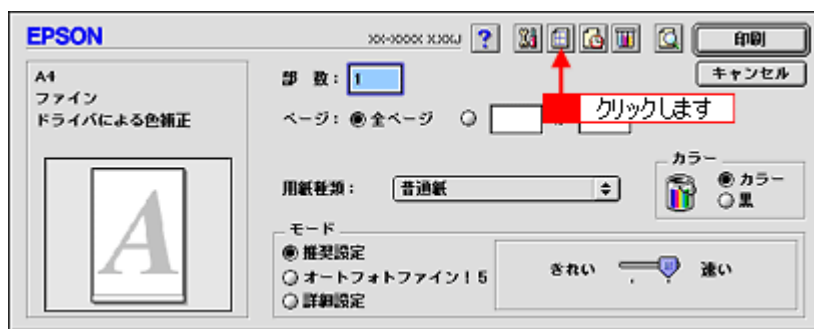 EPSON
XX-XXXX X.XXJ
?
印刷
A4
ファイン
ドライバによる色補正
部 数： 1
キャンセル
ページ： 全ページ
クリックします
用紙種類： 普通紙
カラー
カラー
黒
モード
推奨設定
オートフォトファイン！5
詳細設定
きれい
速い
A